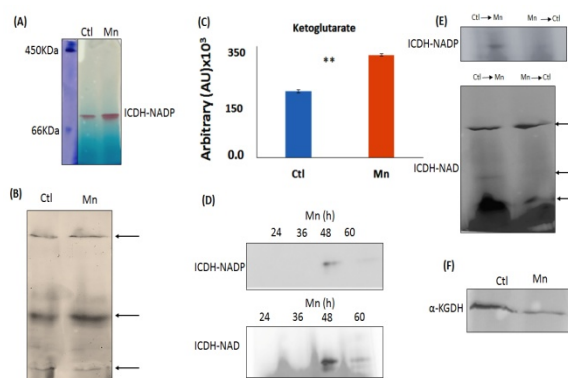 (A)
Ctl Mn
450KDa
ICDH-NADP
66KDa
(B)
Ctl Mn
(C)
Ketoglutarate
Arbitrary (AU)x10³
350
150
0.0
**
Ctl Mn
(D)
Mn (h)
24 36 48 60
ICDH-NADP
Mn (h)
24 36 48 60
ICDH-NAD
(E)
Ctl→Mn Mn→Ctl
ICDH-NADP
Ctl→Mn Mn→Ctl
ICDH-NAD
(F)
Ctl Mn
α-KGDH